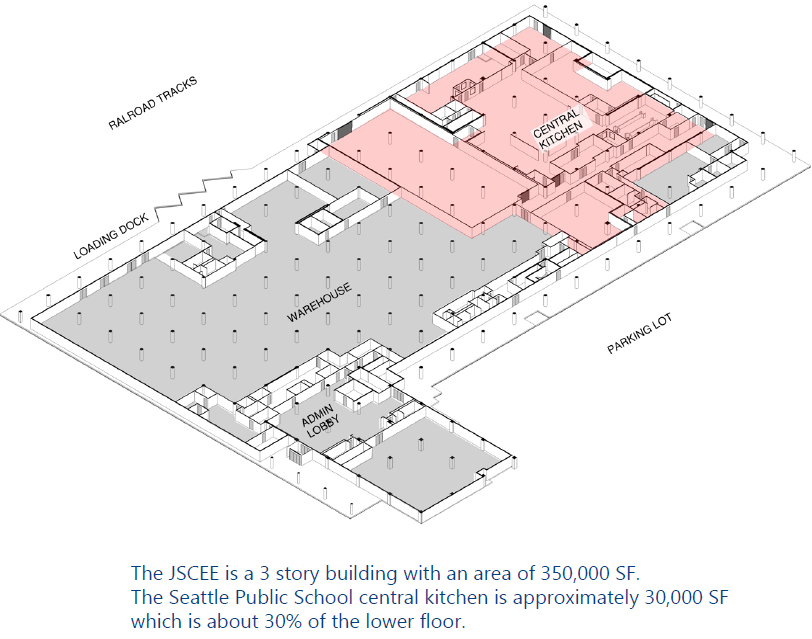 RALROAD TRACKS
CENTRAL
KITCHEN
LOADING DOCK
WAREHOUSE
PARKING LOT
ADMIN
LOBBY
The JSCEE is a 3 story building with an area of 350,000 SF.
The Seattle Public School central kitchen is approximately 30,000 SF
which is about 30% of the lower floor.